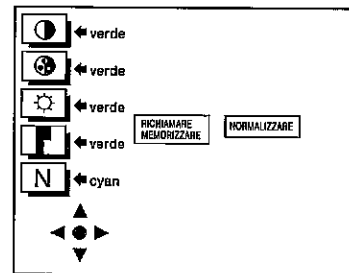 verde
verde
verde
verde
RICHIAMARE
MEMORIZZARE
NORMALIZZARE
N
cyan